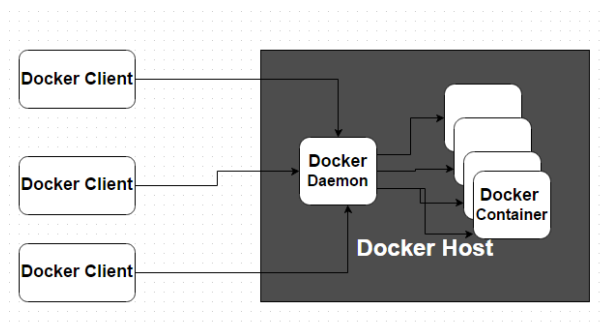 Docker Client
Docker Client
Docker Client
Docker
Daemon
Docker
Container
Docker Host